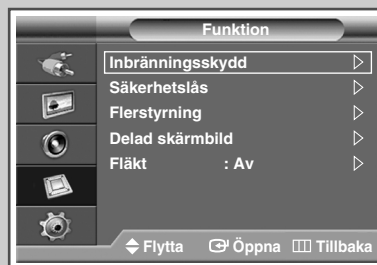 Funktion
Inbränningsskydd
Säkerhetslås
Flerstyrning
Delad skärmbild
Fläkt : Av
Flytta Öppna Tillbaka